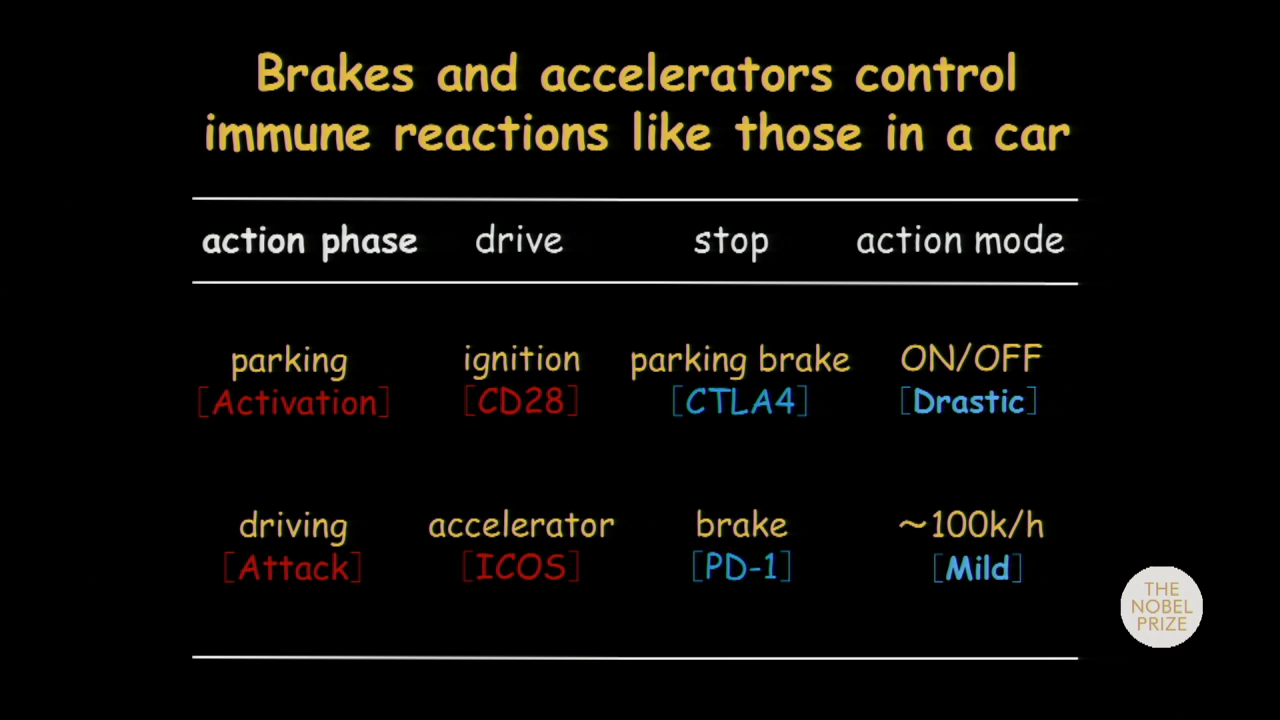 Brakes and accelerators control
immune reactions like those in a car
action phase drive stop action mode
parking ignition parking brake ON/OFF
[Activation] [CD28] [CTLA4] [Drastic]
driving accelerator brake ~100k/h
[Attack] [ICOS] [PD-1] [Mild]
THE
NOBEL
PRIZE